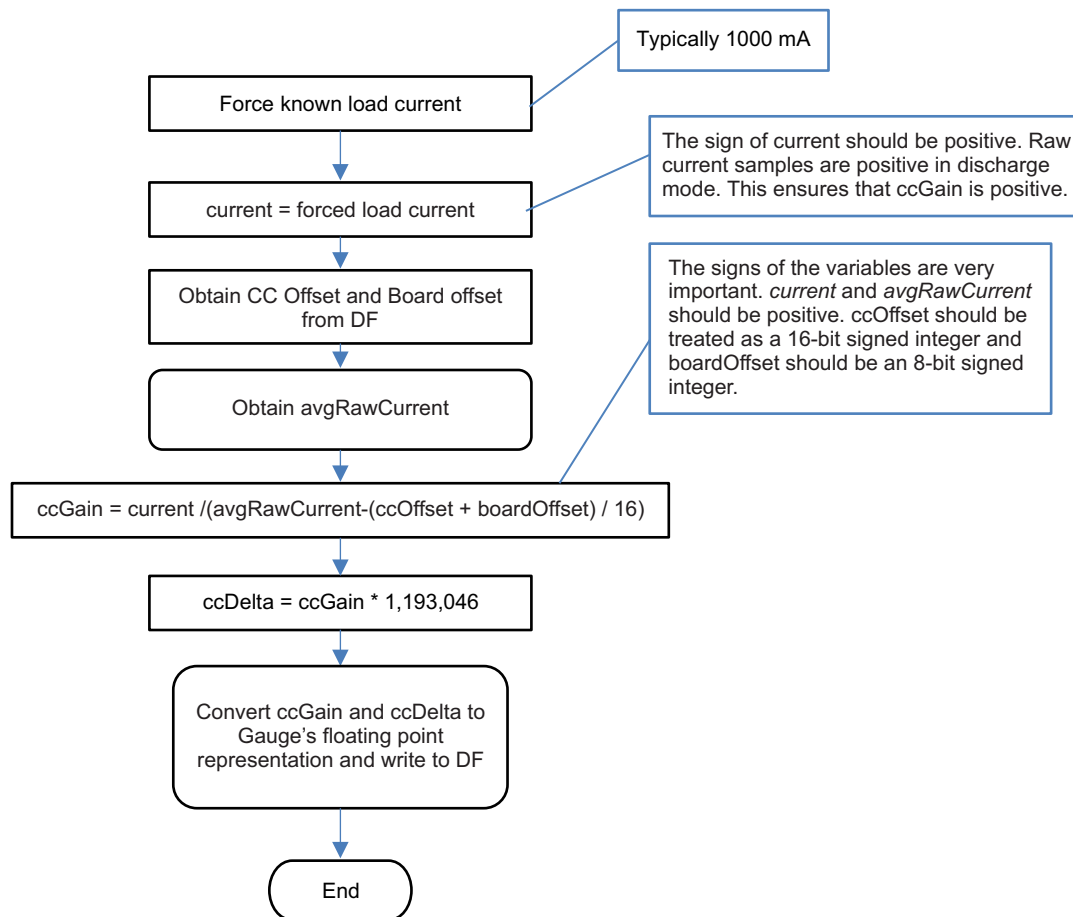 Typically 1000 mA
Force known load current
The sign of current should be positive. Raw
current samples are positive in discharge
mode. This ensures that ccGain is positive.
current = forced load current
The signs of the variables are very
important. current and avgRawCurrent
should be positive. ccOffset should be
treated as a 16-bit signed integer and
boardOffset should be an 8-bit signed
integer.
Obtain CC Offset and Board offset
from DF
Obtain avgRawCurrent
ccGain = current /(avgRawCurrent-(ccOffset + boardOffset) / 16)
ccDelta = ccGain * 1,193,046
Convert ccGain and ccDelta to
Gauge's floating point
representation and write to DF
End